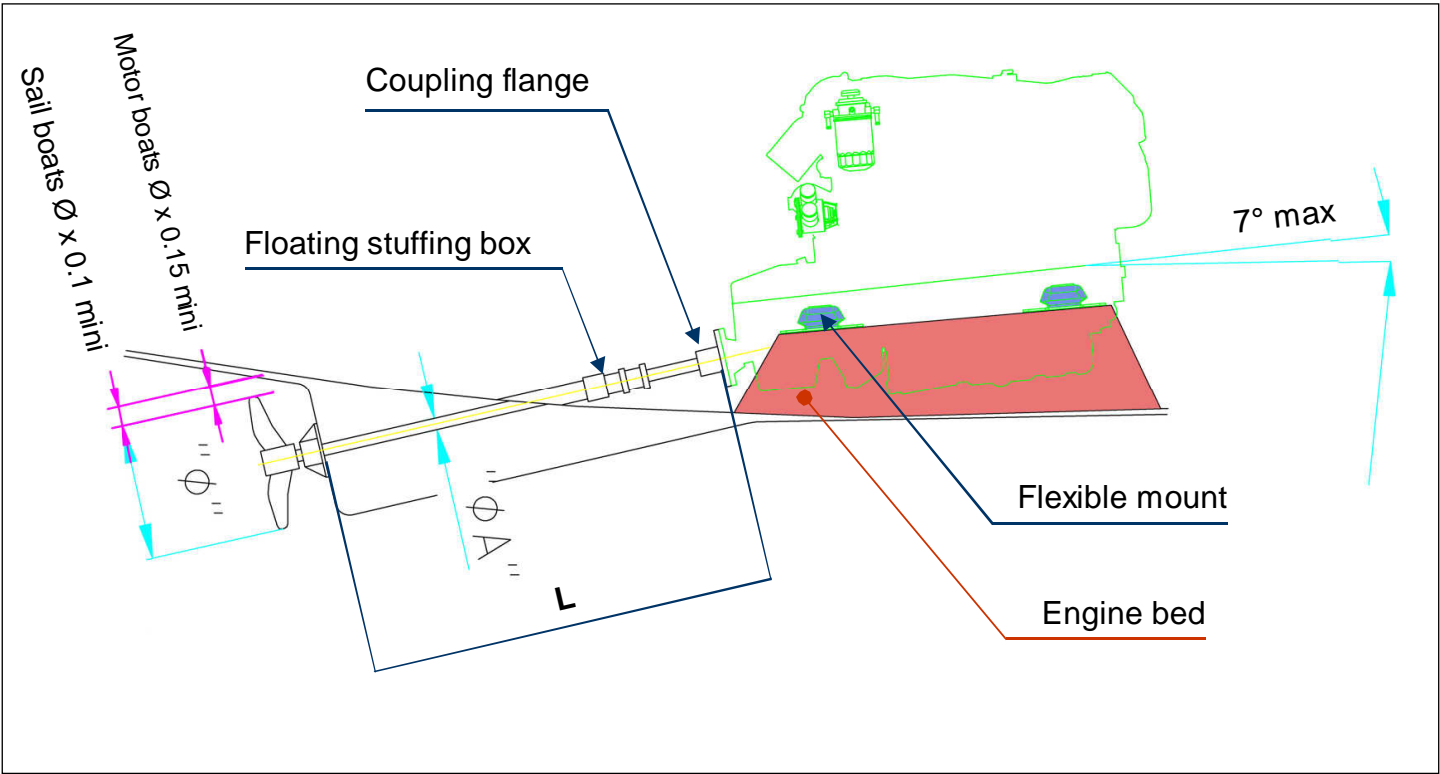 Motor boats Ø x 0.15 mini
Sail boats Ø x 0.1 mini
Coupling flange
Floating stuffing box
7° max
"Ø"
"Ø A"
L
Flexible mount
Engine bed